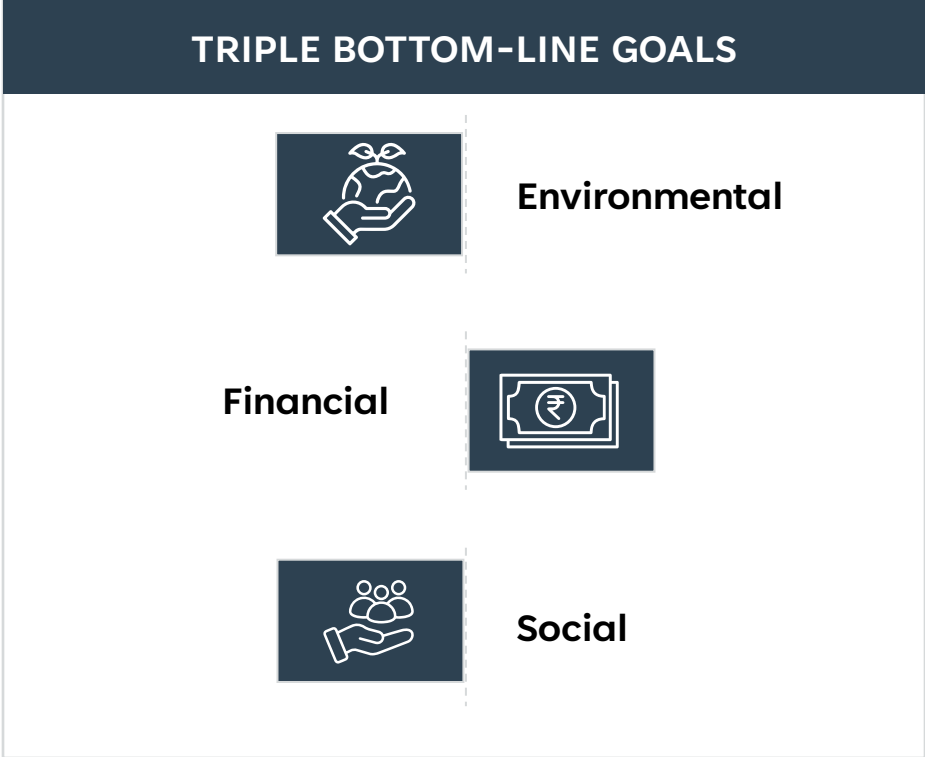 TRIPLE BOTTOM-LINE GOALS
Environmental
Financial
₹
Social